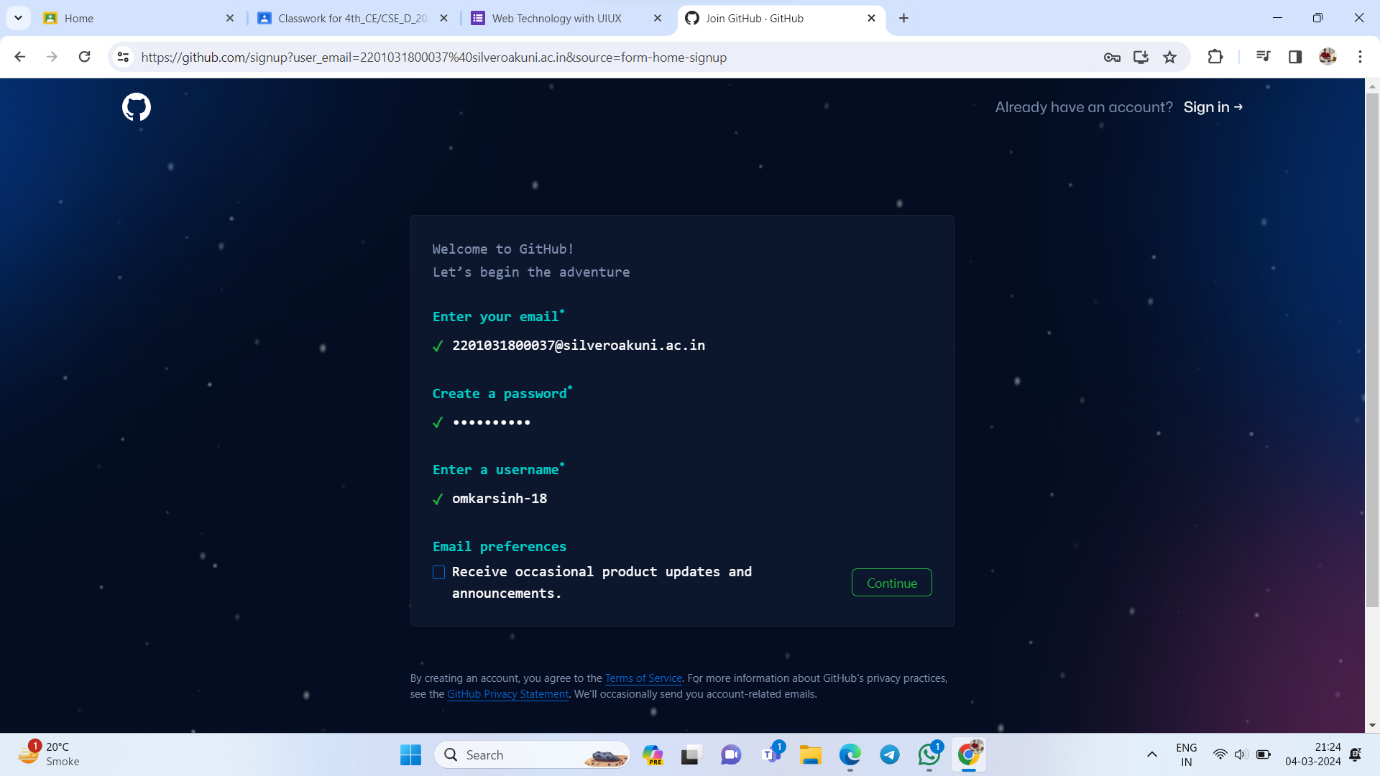 Home
Classwork for 4th_CE/CSE_D_20
Web Technology with UIUX
Join GitHub · GitHub
https://github.com/signup?user_email=2201031800037%40silveroakuni.ac.in&source=form-home-signup
Already have an account? Sign in →
Welcome to GitHub!
Let’s begin the adventure
Enter your email*
✓ 2201031800037@silveroakuni.ac.in
Create a password*
✓ ••••••••••
Enter a username*
✓ omkarsinh-18
Email preferences
Receive occasional product updates and
announcements.
Continue
By creating an account, you agree to the Terms of Service. For more information about GitHub's privacy practices,
see the GitHub Privacy Statement. We'll occasionally send you account-related emails.
1
20°C
Smoke
Search
PRE
1
1
ENG
IN
21:24
04-03-2024